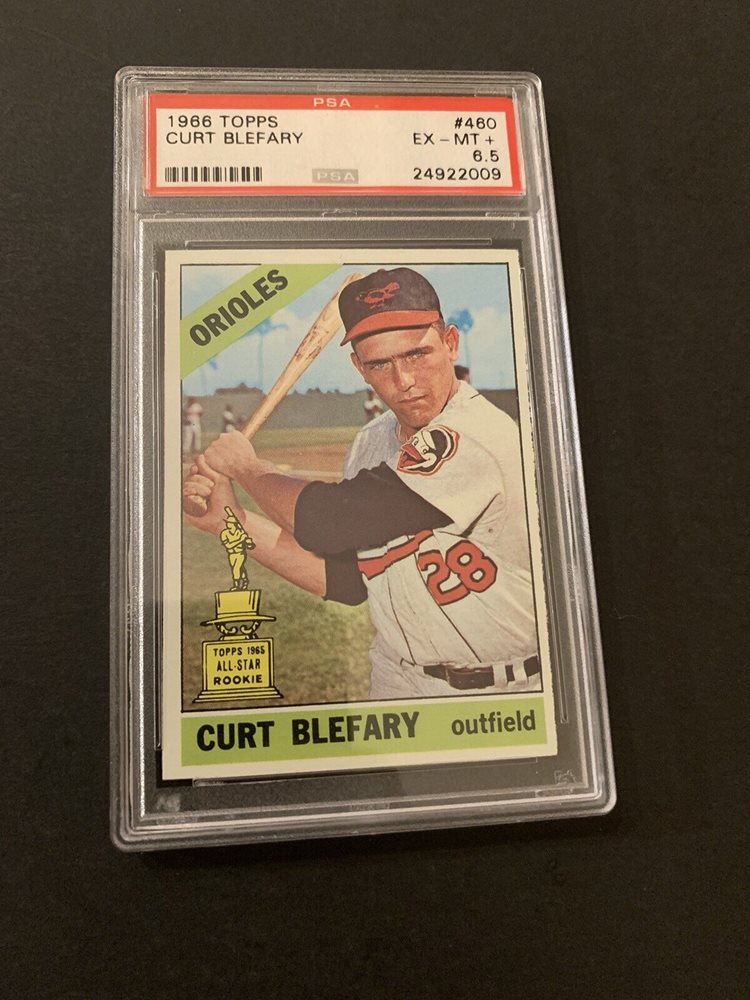 PSA
1966 TOPPS #460
CURT BLEFARY EX-MT+
6.5
PSA 24922009
ORIOLES
28
TOPPS 1965
ALL-STAR
ROOKIE
CURT BLEFARY outfield